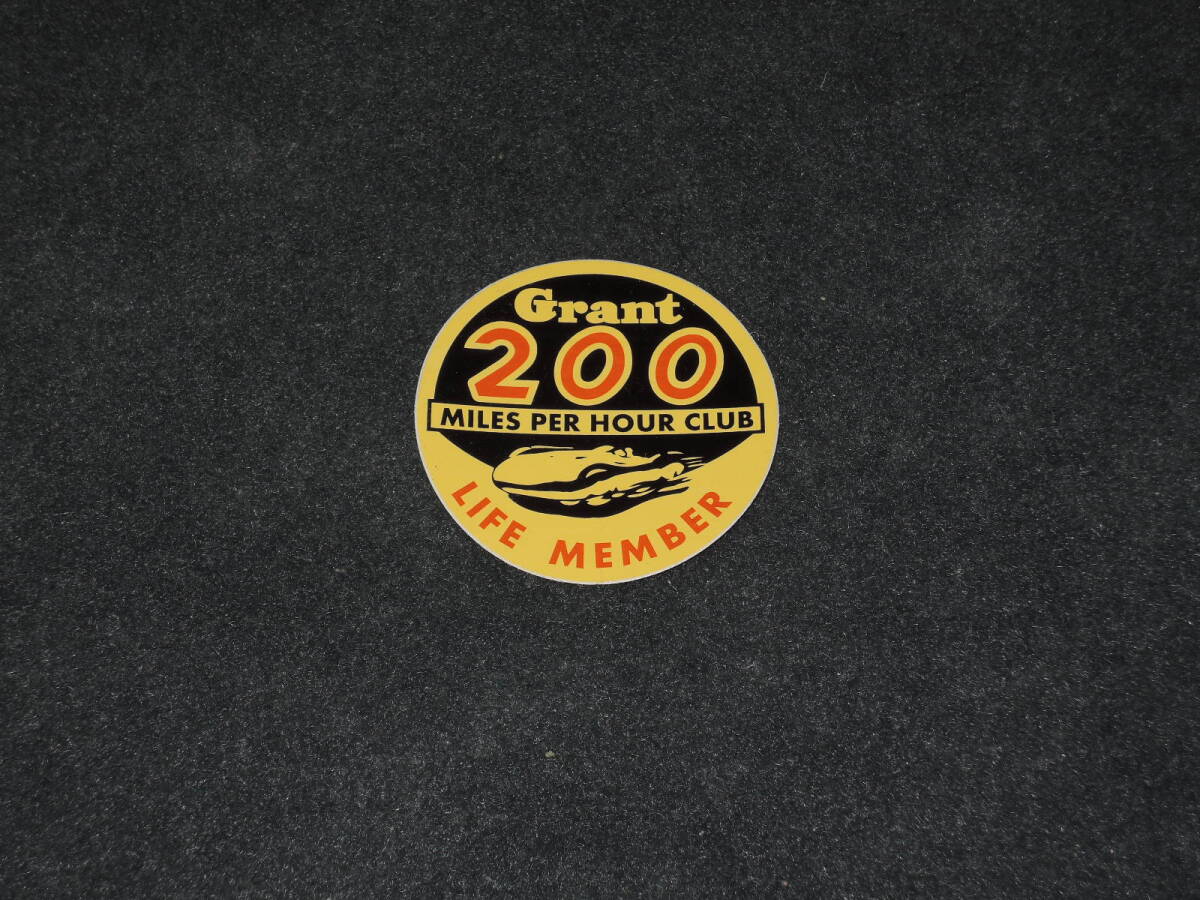 Grant
200
MILES PER HOUR CLUB
LIFE MEMBER